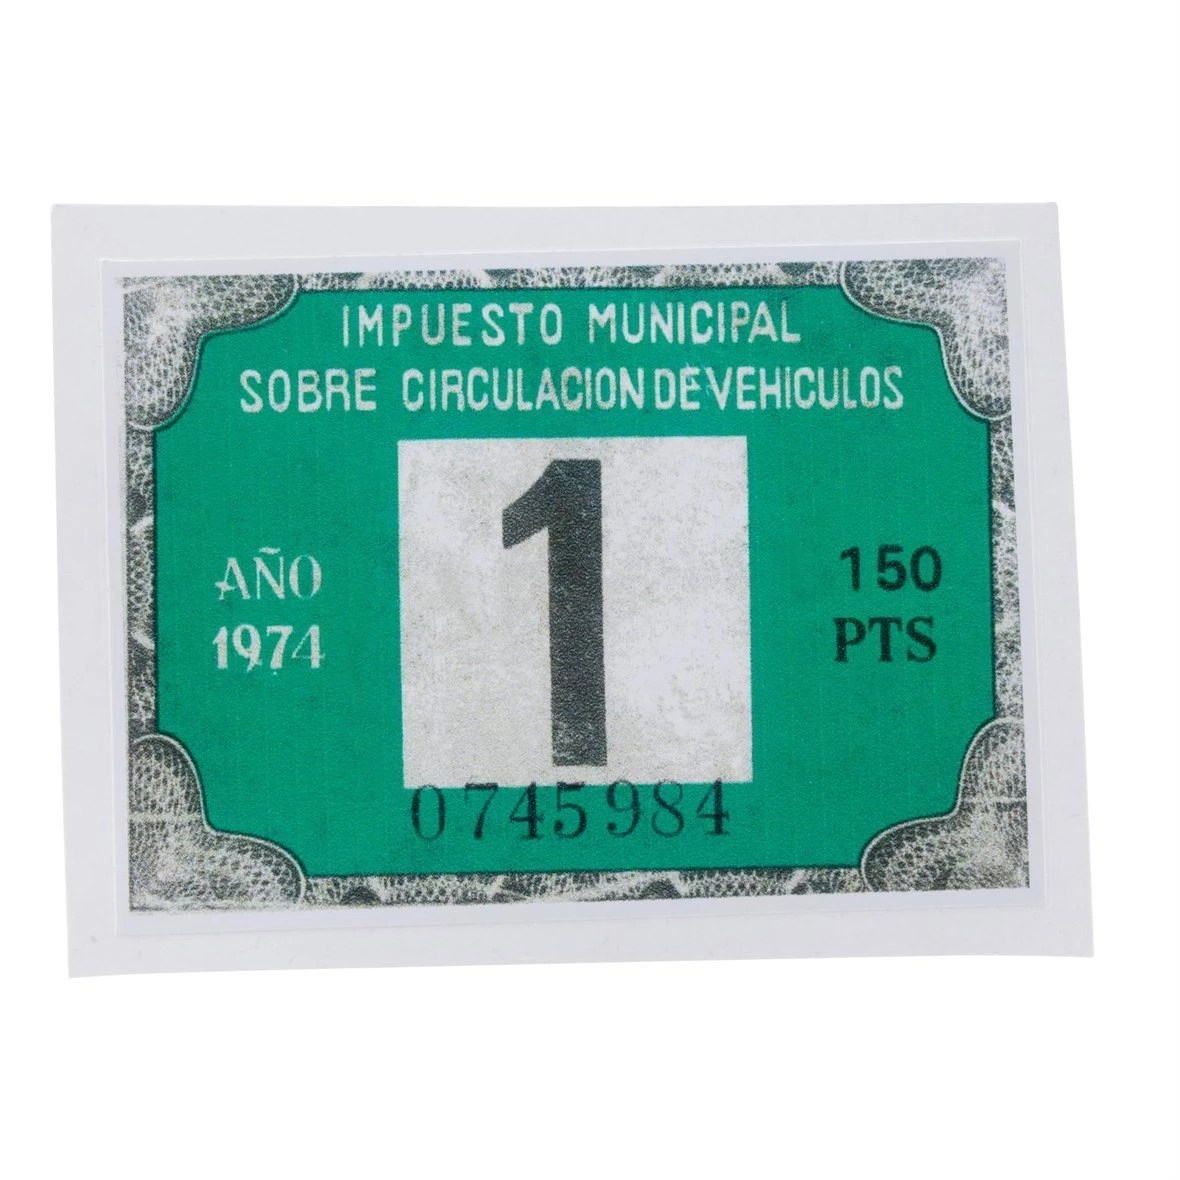 IMPUESTO MUNICIPAL
SOBRE CIRCULACION DE VEHICULOS
1
AÑO
1974
150
PTS
0745984